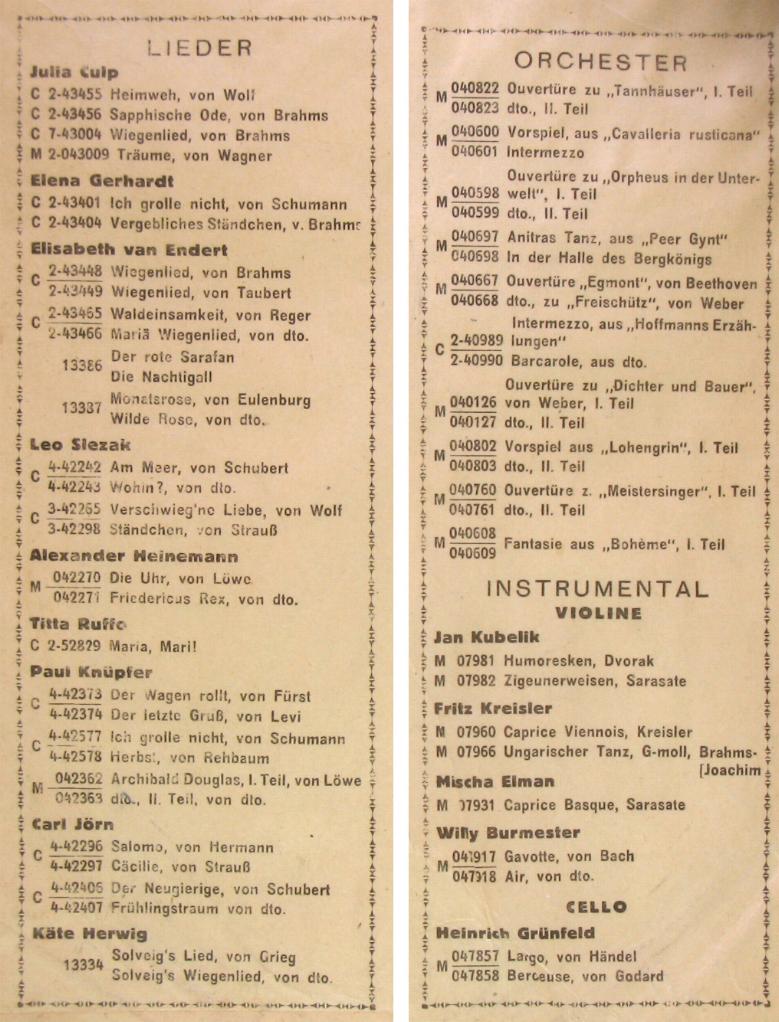 LIEDER
Julia Culp
C 2-43455 Heimweh, von Wolf
C 2-43456 Sapphische Ode, von Brahms
C 7-43004 Wiegenlied, von Brahms
M 2-043009 Träume, von Wagner
Elena Gerhardt
C 2-43401 Ich grolle nicht, von Schumann
C 2-43404 Vergebliches Ständchen, v. Brahms
Elisabeth van Endert
C 2-43448 Wiegenlied, von Brahms
2-43449 Wiegenlied, von Taubert
C 2-43465 Waldeinsamkeit, von Reger
2-43466 Mariä Wiegenlied, von dto.
13386 Der rote Sarafan
Die Nachtigall
13337 Monatsrose, von Eulenburg
Wilde Rose, von dto.
Leo Slezak
C 4-42242 Am Meer, von Schubert
4-42243 Wohin?, von dto.
C 3-42265 Verschwieg'ne Liebe, von Wolf
3-42298 Ständchen, von Strauß
Alexander Heinemann
M 042270 Die Uhr, von Löwe
042271 Friedericus Rex, von dto.
Titta Ruffo
C 2-52829 Maria, Mari!
Paul Knüpfer
C 4-42373 Der Wagen rollt, von Fürst
4-42374 Der letzte Gruß, von Levi
C 4-42577 Ich grolle nicht, von Schumann
4-42578 Herbst, von Rehbaum
M 042362 Archibald Douglas, I. Teil, von Löwe
042363 dto., II. Teil, von dto.
Carl Jörn
C 4-42296 Salomo, von Hermann
4-42297 Cäcilie, von Strauß
C 4-42406 Der Neugierige, von Schubert
4-42407 Frühlingstraum von dto.
Käte Herwig
13334 Solveig's Lied, von Grieg
Solveig's Wiegenlied, von dto.
ORCHESTER
M 040822 Ouvertüre zu „Tannhäuser“, I. Teil
040823 dto., II. Teil
M 040600 Vorspiel, aus „Cavalleria rusticana“
040601 Intermezzo
Ouvertüre zu „Orpheus in der Unter-
M 040598 welt“, I. Teil
040599 dto., II. Teil
M 040697 Anitras Tanz, aus „Peer Gynt“
040698 In der Halle des Bergkönigs
M 040667 Ouvertüre „Egmont“, von Beethoven
040668 dto., zu „Freischütz“, von Weber
Intermezzo, aus „Hoffmanns Erzäh-
C 2-40989 lungen“
2-40990 Barcarole, aus dto.
Ouvertüre zu „Dichter und Bauer“,
M 040126 von Weber, I. Teil
040127 dto., II. Teil
M 040802 Vorspiel aus „Lohengrin“, I. Teil
040803 dto., II. Teil
M 040760 Ouvertüre z. „Meistersinger“, I. Teil
040761 dto., II. Teil
M 040608
040609 Fantasie aus „Bohème“, I. Teil
INSTRUMENTAL
VIOLINE
Jan Kubelik
M 07981 Humoresken, Dvorak
M 07982 Zigeunerweisen, Sarasate
Fritz Kreisler
M 07960 Caprice Viennois, Kreisler
M 07966 Ungarischer Tanz, G-moll, Brahms-
[Joachim
Mischa Elman
M 07931 Caprice Basque, Sarasate
Willy Burmester
M 047917 Gavotte, von Bach
047918 Air, von dto.
CELLO
Heinrich Grünfeld
M 047857 Largo, von Händel
047858 Berceuse, von Godard